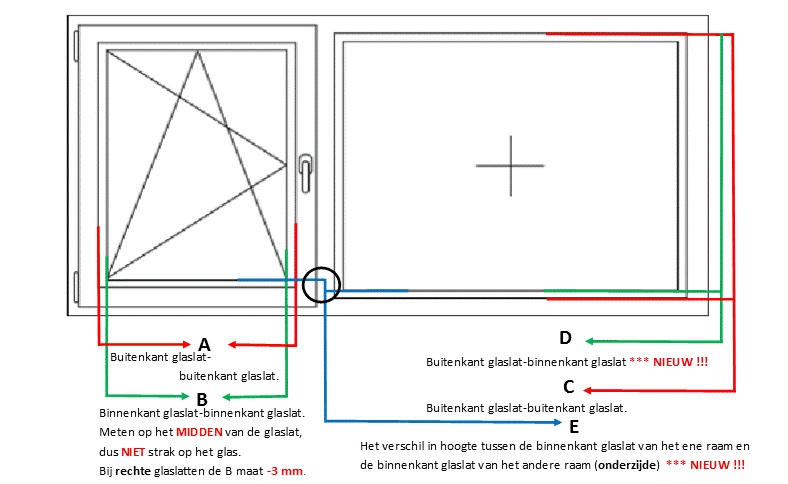 A
Buitenkant glaslat-
buitenkant glaslat.
B
Binnenkant glaslat-binnenkant glaslat.
Meten op het MIDDEN van de glaslat,
dus NIET strak op het glas.
Bij rechte glaslatten de B maat -3 mm.
D
Buitenkant glaslat-binnenkant glaslat *** NIEUW !!!
C
Buitenkant glaslat-buitenkant glaslat.
E
Het verschil in hoogte tussen de binnenkant glaslat van het ene raam en
de binnenkant glaslat van het andere raam (onderzijde) *** NIEUW !!!